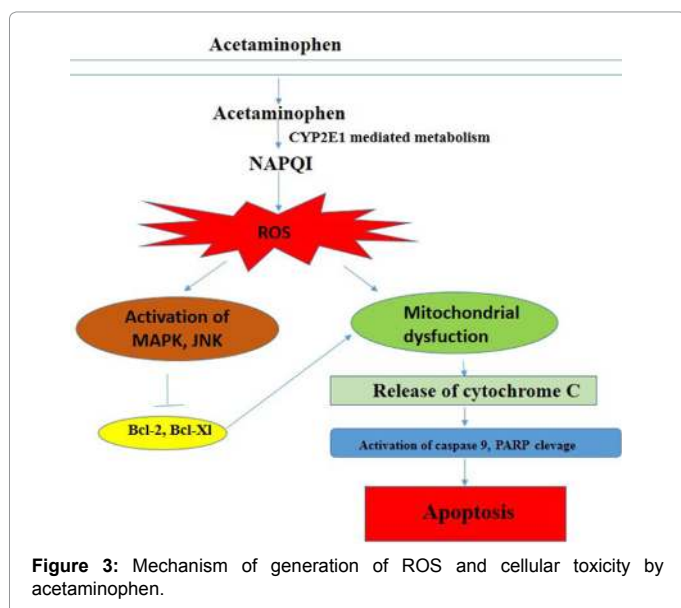 Acetaminophen
Acetaminophen
CYP2E1 mediated metabolism
NAPQI
ROS
Activation of
MAPK, JNK
Mitochondrial
dysfuction
Release of cytochrome C
Bcl-2, Bcl-Xl
Activation of caspase 9, PARP clevage
Apoptosis
Figure 3: Mechanism of generation of ROS and cellular toxicity by
acetaminophen.